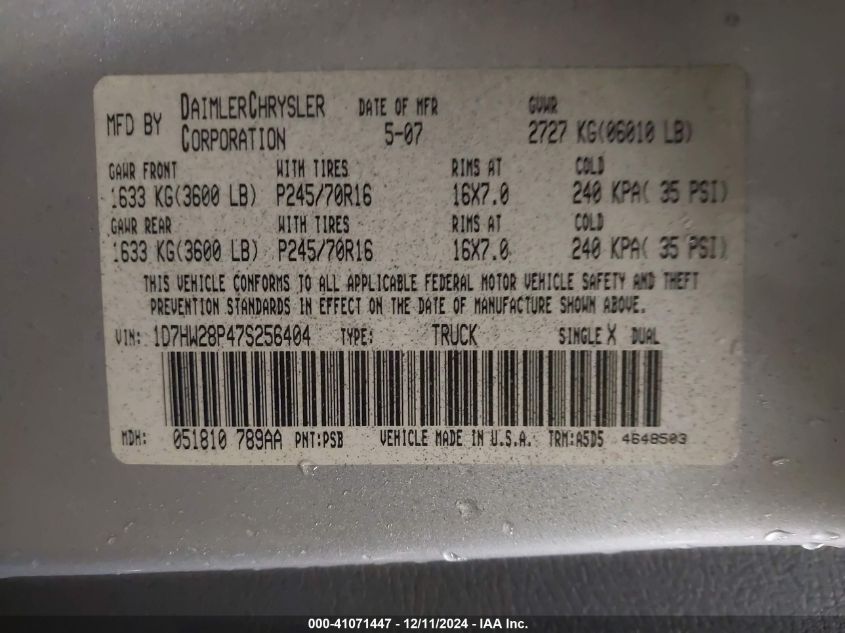 MFD BY DAIMLERCHRYSLER CORPORATION DATE OF MFR 5-07 GVWR 2727 KG(06010 LB)
GAWR FRONT WITH TIRES RIMS AT COLD
1633 KG(3600 LB) P245/70R16 16X7.0 240 KPA( 35 PSI)
GAWR REAR WITH TIRES RIMS AT COLD
1633 KG(3600 LB) P245/70R16 16X7.0 240 KPA( 35 PSI)
THIS VEHICLE CONFORMS TO ALL APPLICABLE FEDERAL MOTOR VEHICLE SAFETY AND THEFT
PREVENTION STANDARDS IN EFFECT ON THE DATE OF MANUFACTURE SHOWN ABOVE.
VIN: 1D7HW28P47S256404 TYPE: TRUCK SINGLE X DUAL
MDH: 051810 789AA PNT:PSB VEHICLE MADE IN U.S.A. TRM:A5D5 4648503
000-41071447 - 12/11/2024 - IAA Inc.